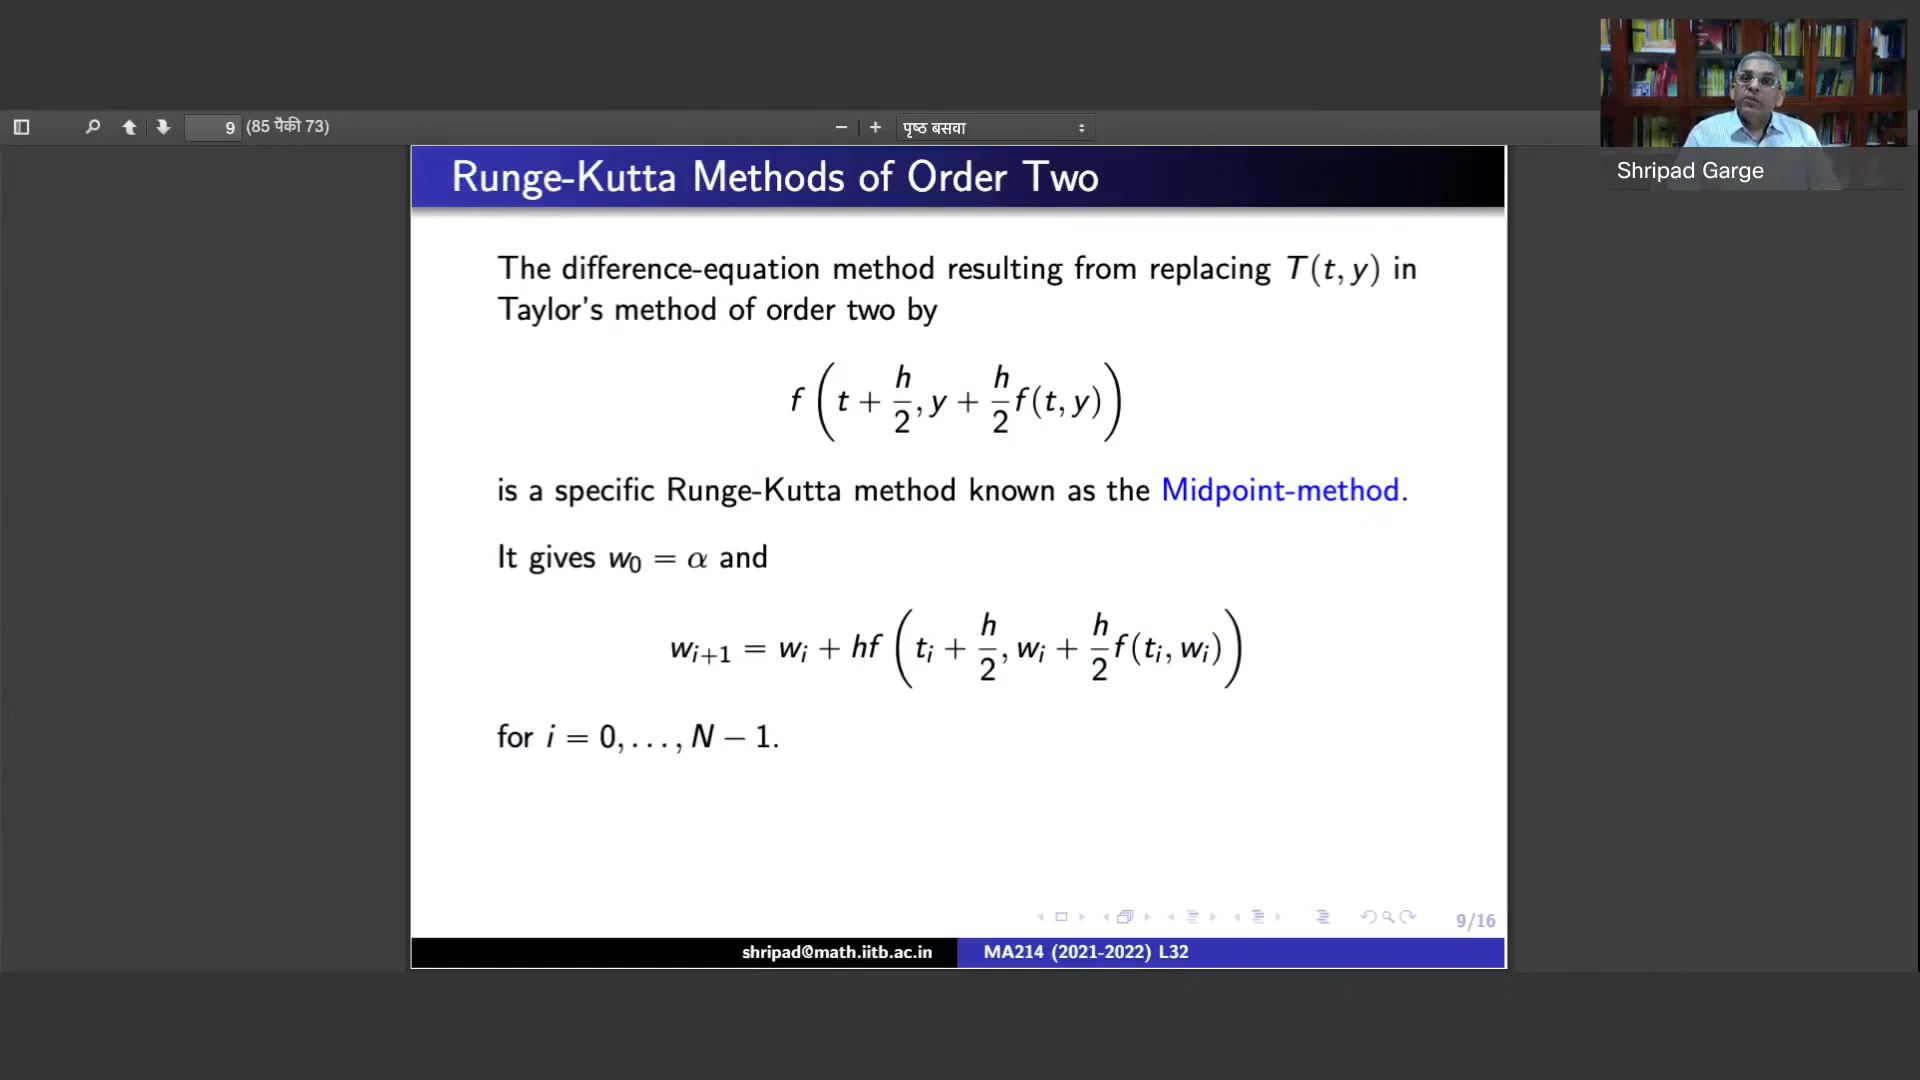 9 (85 पैकी 73)
− + पृष्ठ बसवा
Shripad Garge
Runge-Kutta Methods of Order Two
The difference-equation method resulting from replacing T(t, y) in
Taylor's method of order two by
f ( t + h/2, y + h/2 f(t, y) )
is a specific Runge-Kutta method known as the Midpoint-method.
It gives w₀ = α and
wᵢ₊₁ = wᵢ + hf ( tᵢ + h/2, wᵢ + h/2 f(tᵢ, wᵢ) )
for i = 0, . . . , N − 1.
9/16
shripad@math.iitb.ac.in MA214 (2021-2022) L32